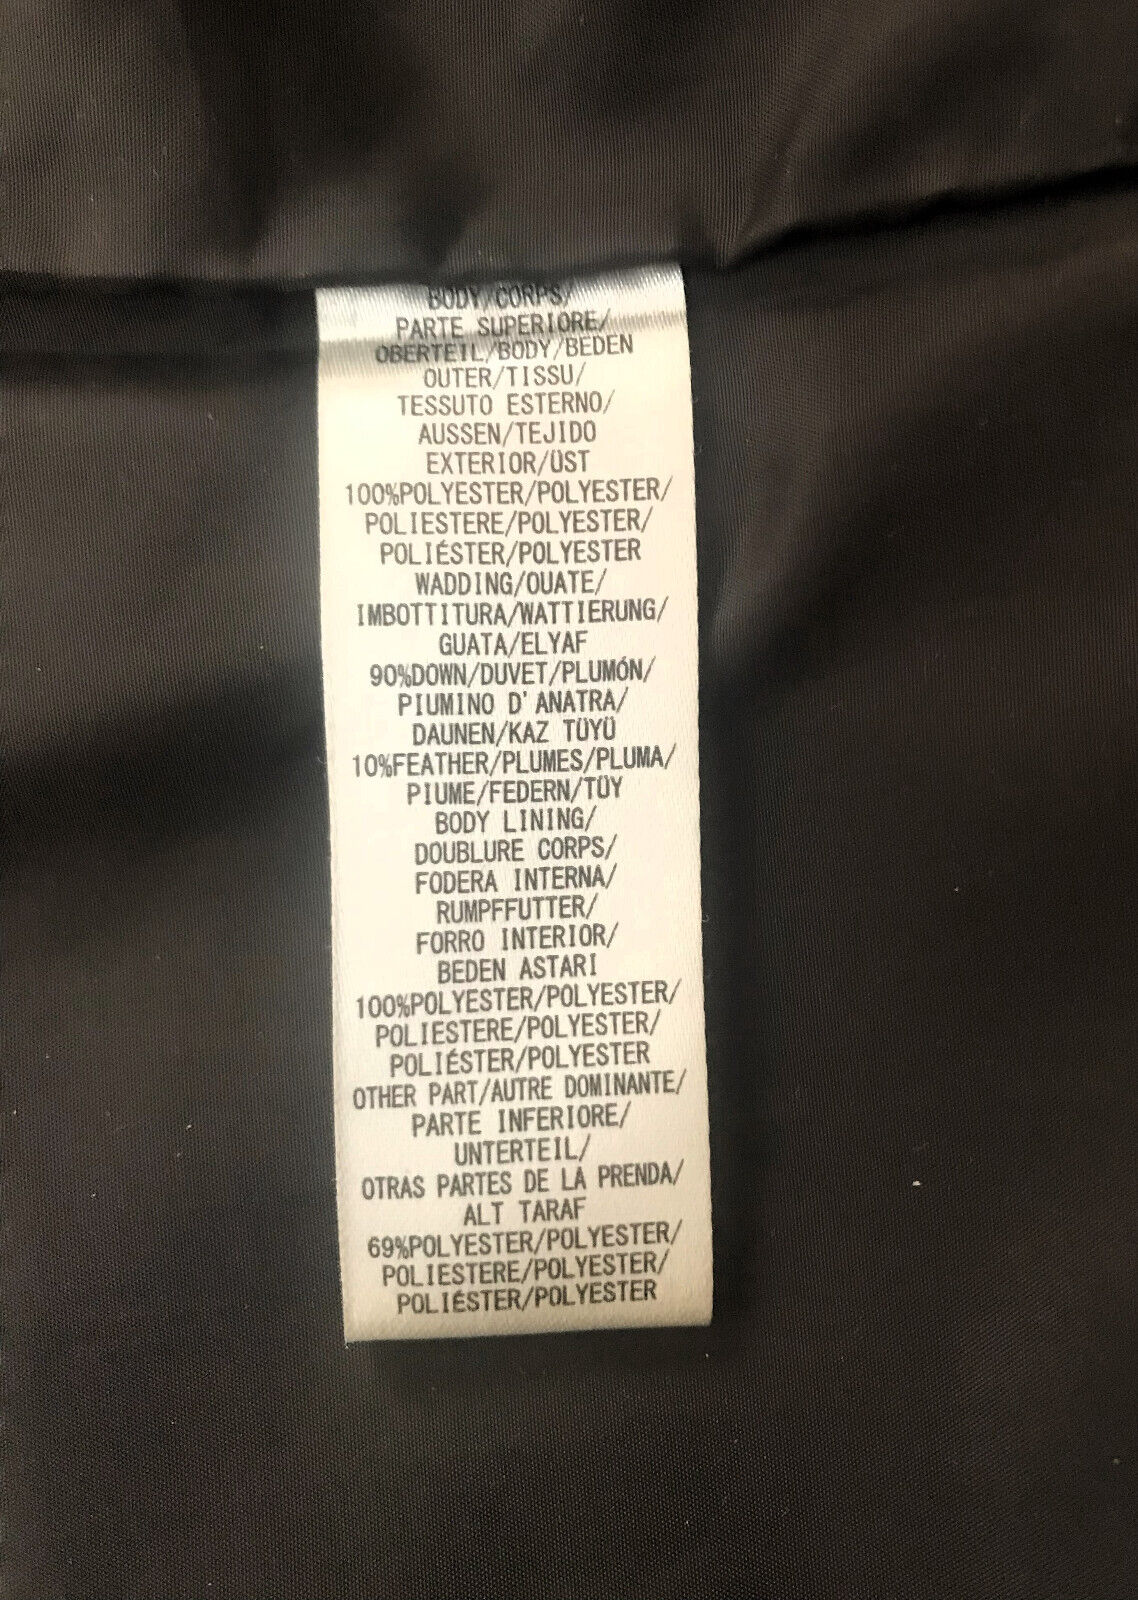 BODY/CORPS/
PARTE SUPERIORE/
OBERTEIL/BODY/BEDEN
OUTER/TISSU/
TESSUTO ESTERNO/
AUSSEN/TEJIDO
EXTERIOR/ÜST
100%POLYESTER/POLYESTER/
POLIESTERE/POLYESTER/
POLIÉSTER/POLYESTER
WADDING/OUATE/
IMBOTTITURA/WATTIERUNG/
GUATA/ELYAF
90%DOWN/DUVET/PLUMÓN/
PIUMINO D'ANATRA/
DAUNEN/KAZ TÜYÜ
10%FEATHER/PLUMES/PLUMA/
PIUME/FEDERN/TÜY
BODY LINING/
DOUBLURE CORPS/
FODERA INTERNA/
RUMPFFUTTER/
FORRO INTERIOR/
BEDEN ASTARI
100%POLYESTER/POLYESTER/
POLIESTERE/POLYESTER/
POLIÉSTER/POLYESTER
OTHER PART/AUTRE DOMINANTE/
PARTE INFERIORE/
UNTERTEIL/
OTRAS PARTES DE LA PRENDA/
ALT TARAF
69%POLYESTER/POLYESTER/
POLIESTERE/POLYESTER/
POLIÉSTER/POLYESTER